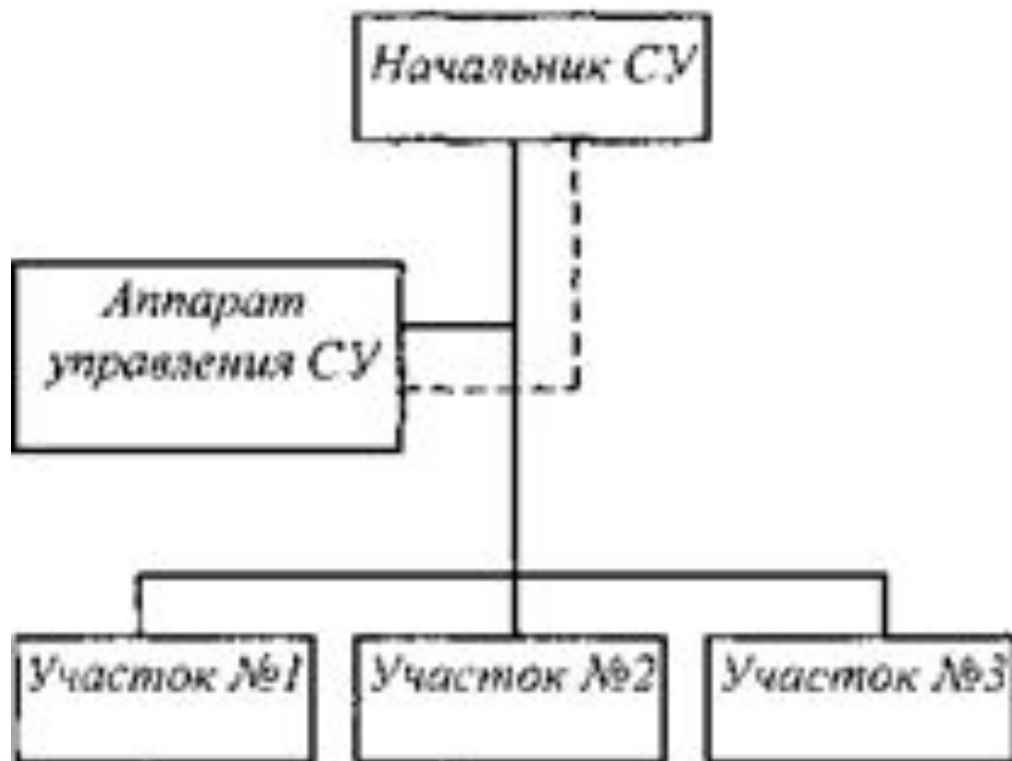 Начальник СУ
Аппарат
управления СУ
Участок №1
Участок №2
Участок №3